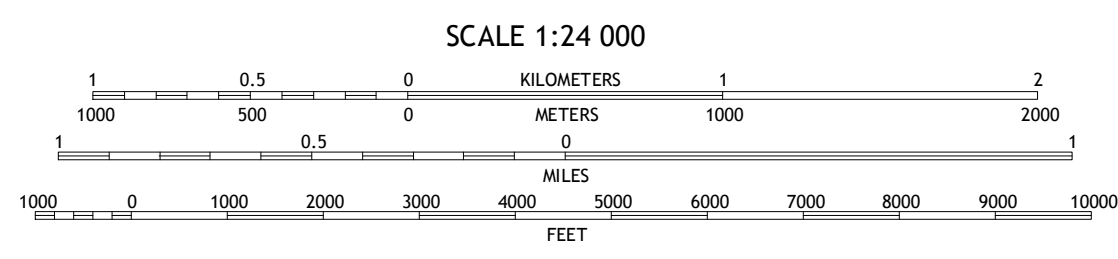 SCALE 1:24 000
1 0.5 0 KILOMETERS 1 2
1000 500 0 METERS 1000 2000
1 0.5 0 1
MILES
1000 0 1000 2000 3000 4000 5000 6000 7000 8000 9000 10000
FEET